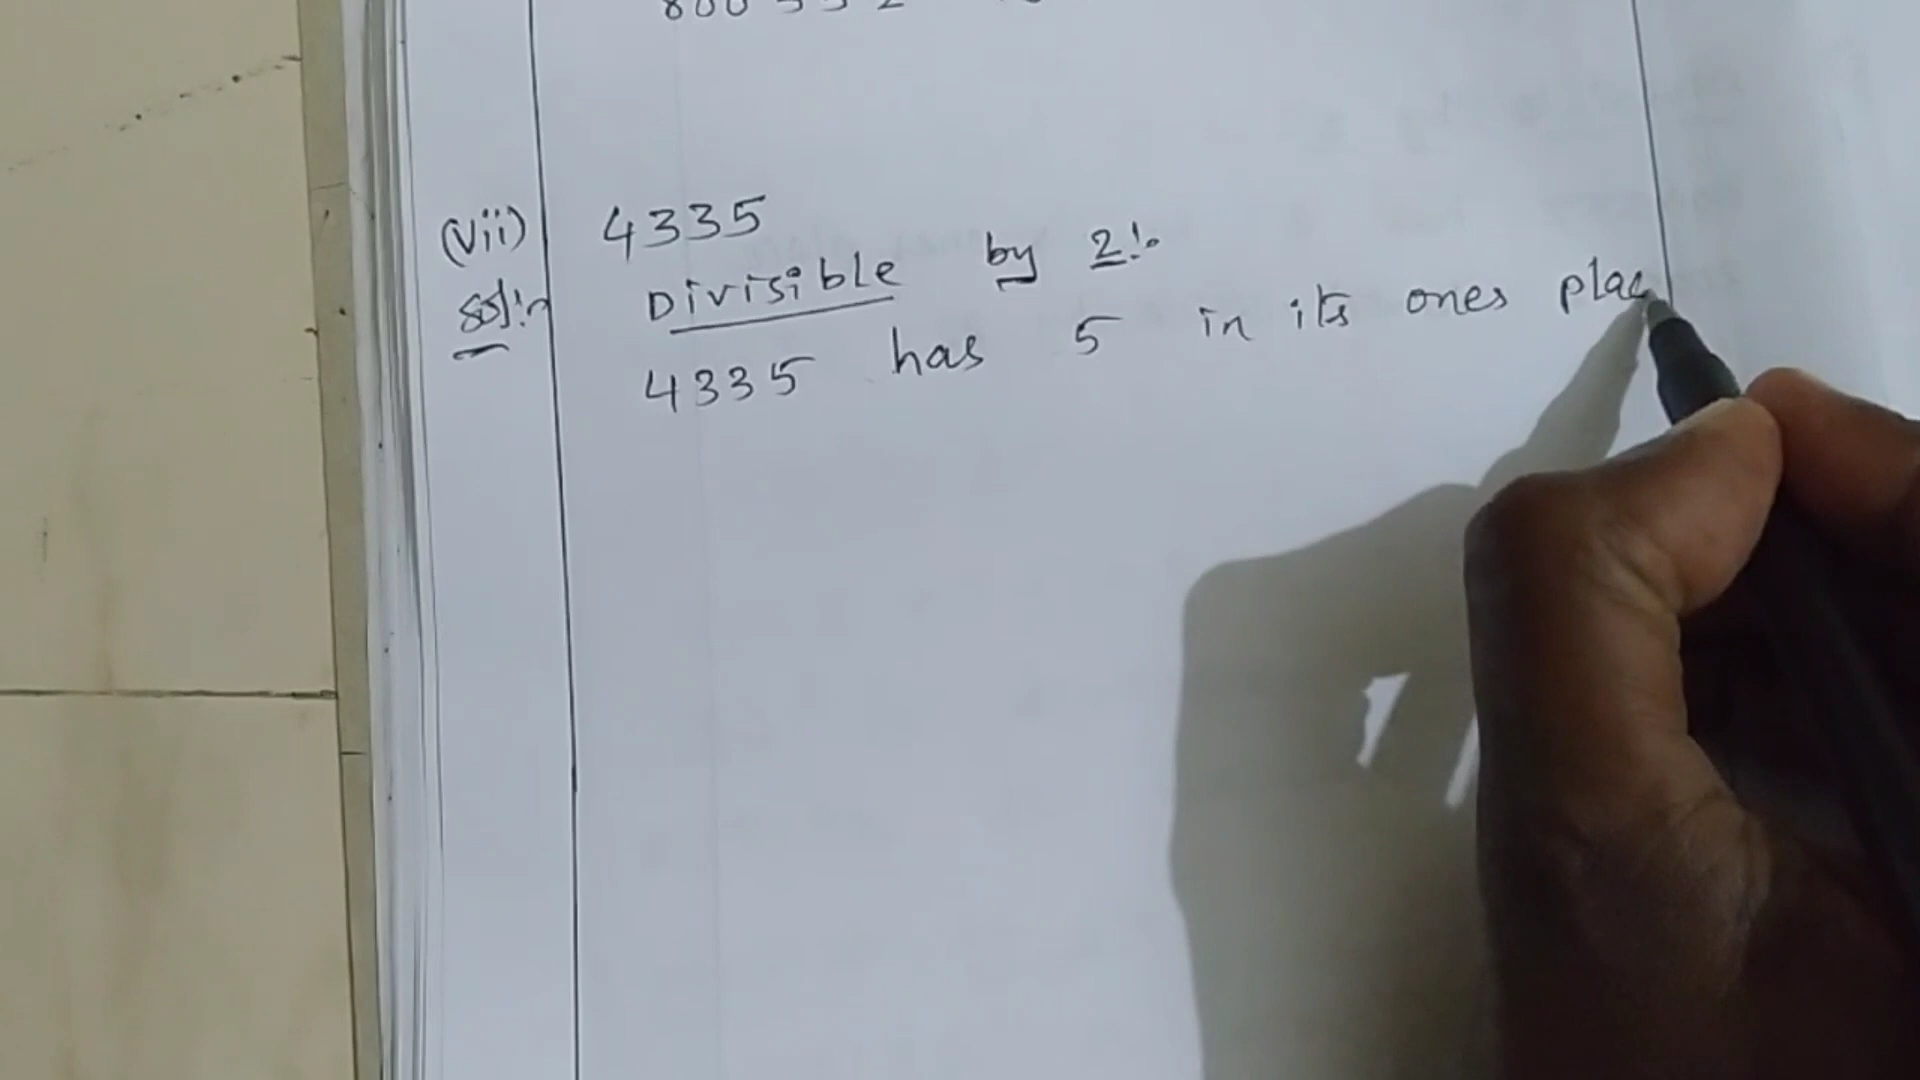 (vii) 4335
Sol:n Divisible by 2:-
4335 has 5 in its ones plac